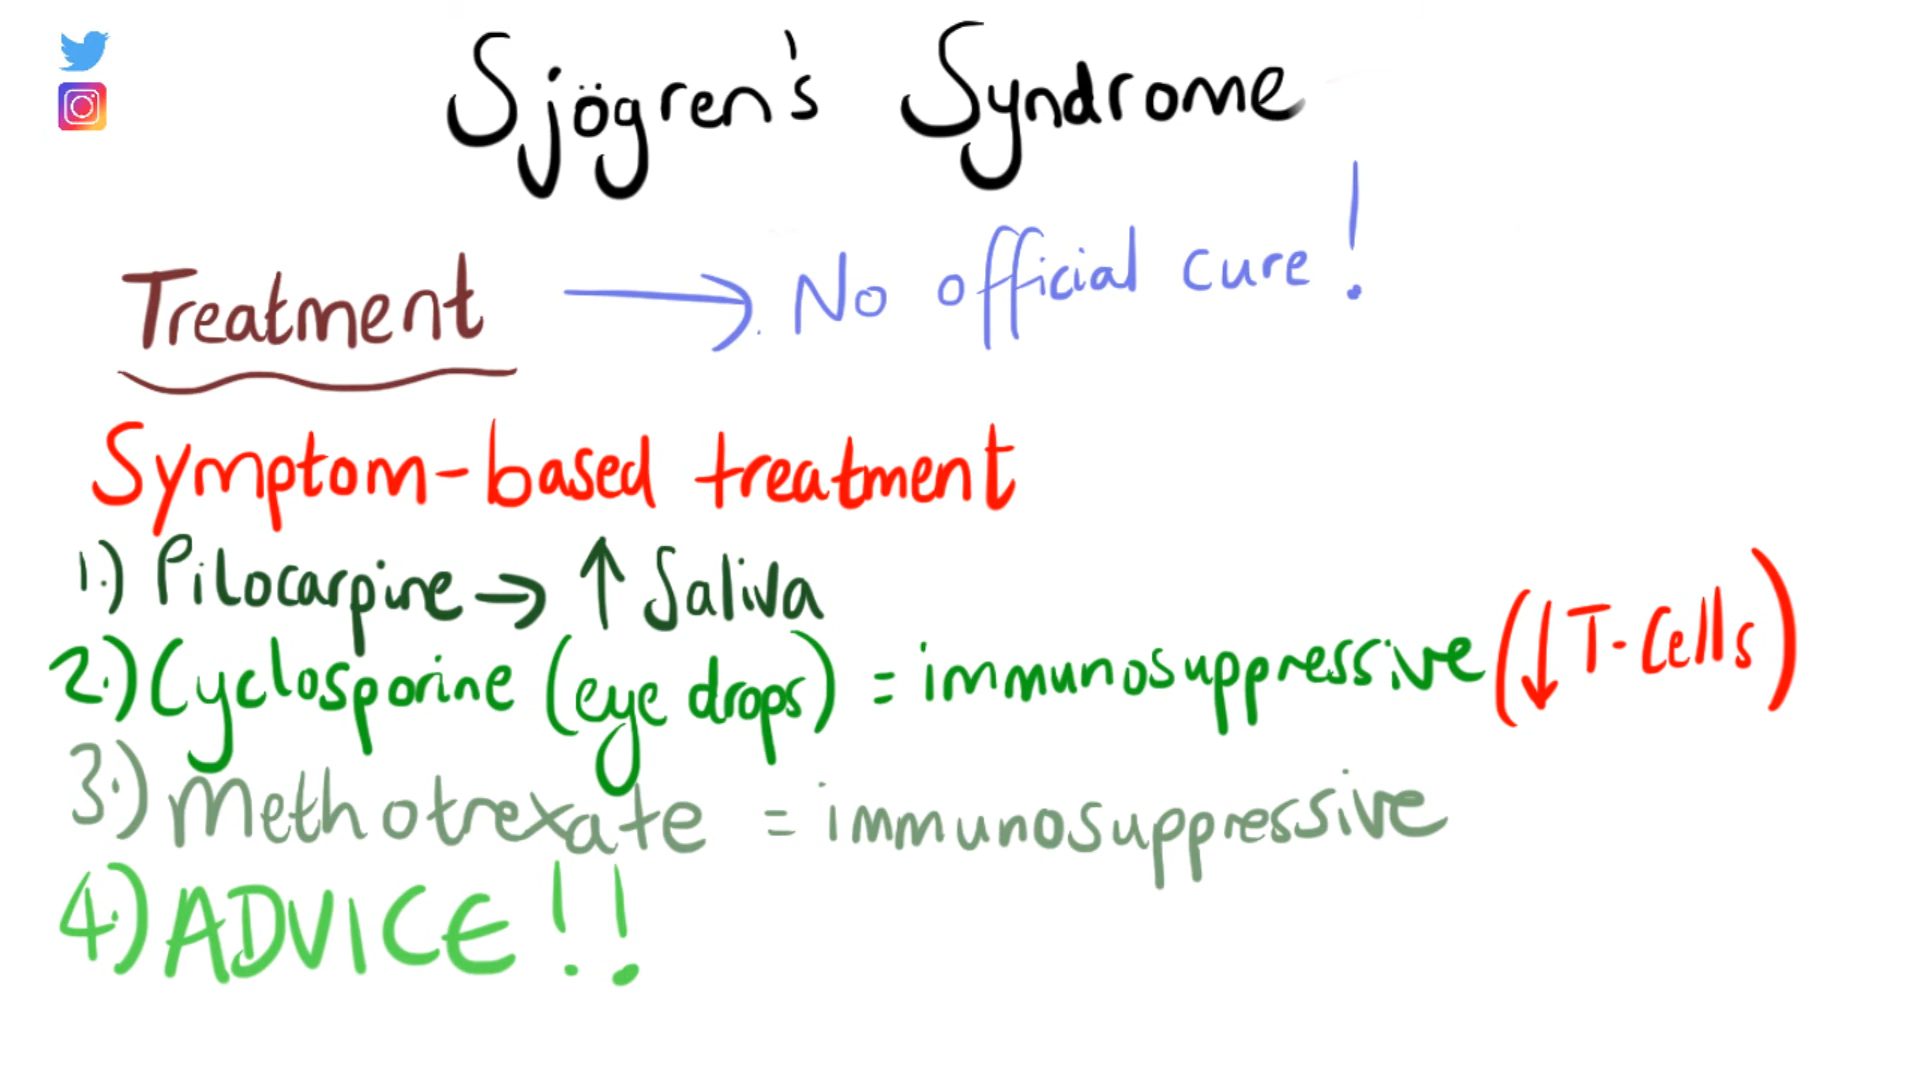 Sjögren's Syndrome
Treatment → No official cure!
Symptom-based treatment
1.) Pilocarpine → ↑ Saliva
2.) Cyclosporine (eye drops) = immunosuppressive (↓ T-Cells)
3.) Methotrexate = immunosuppressive
4.) ADVICE!!